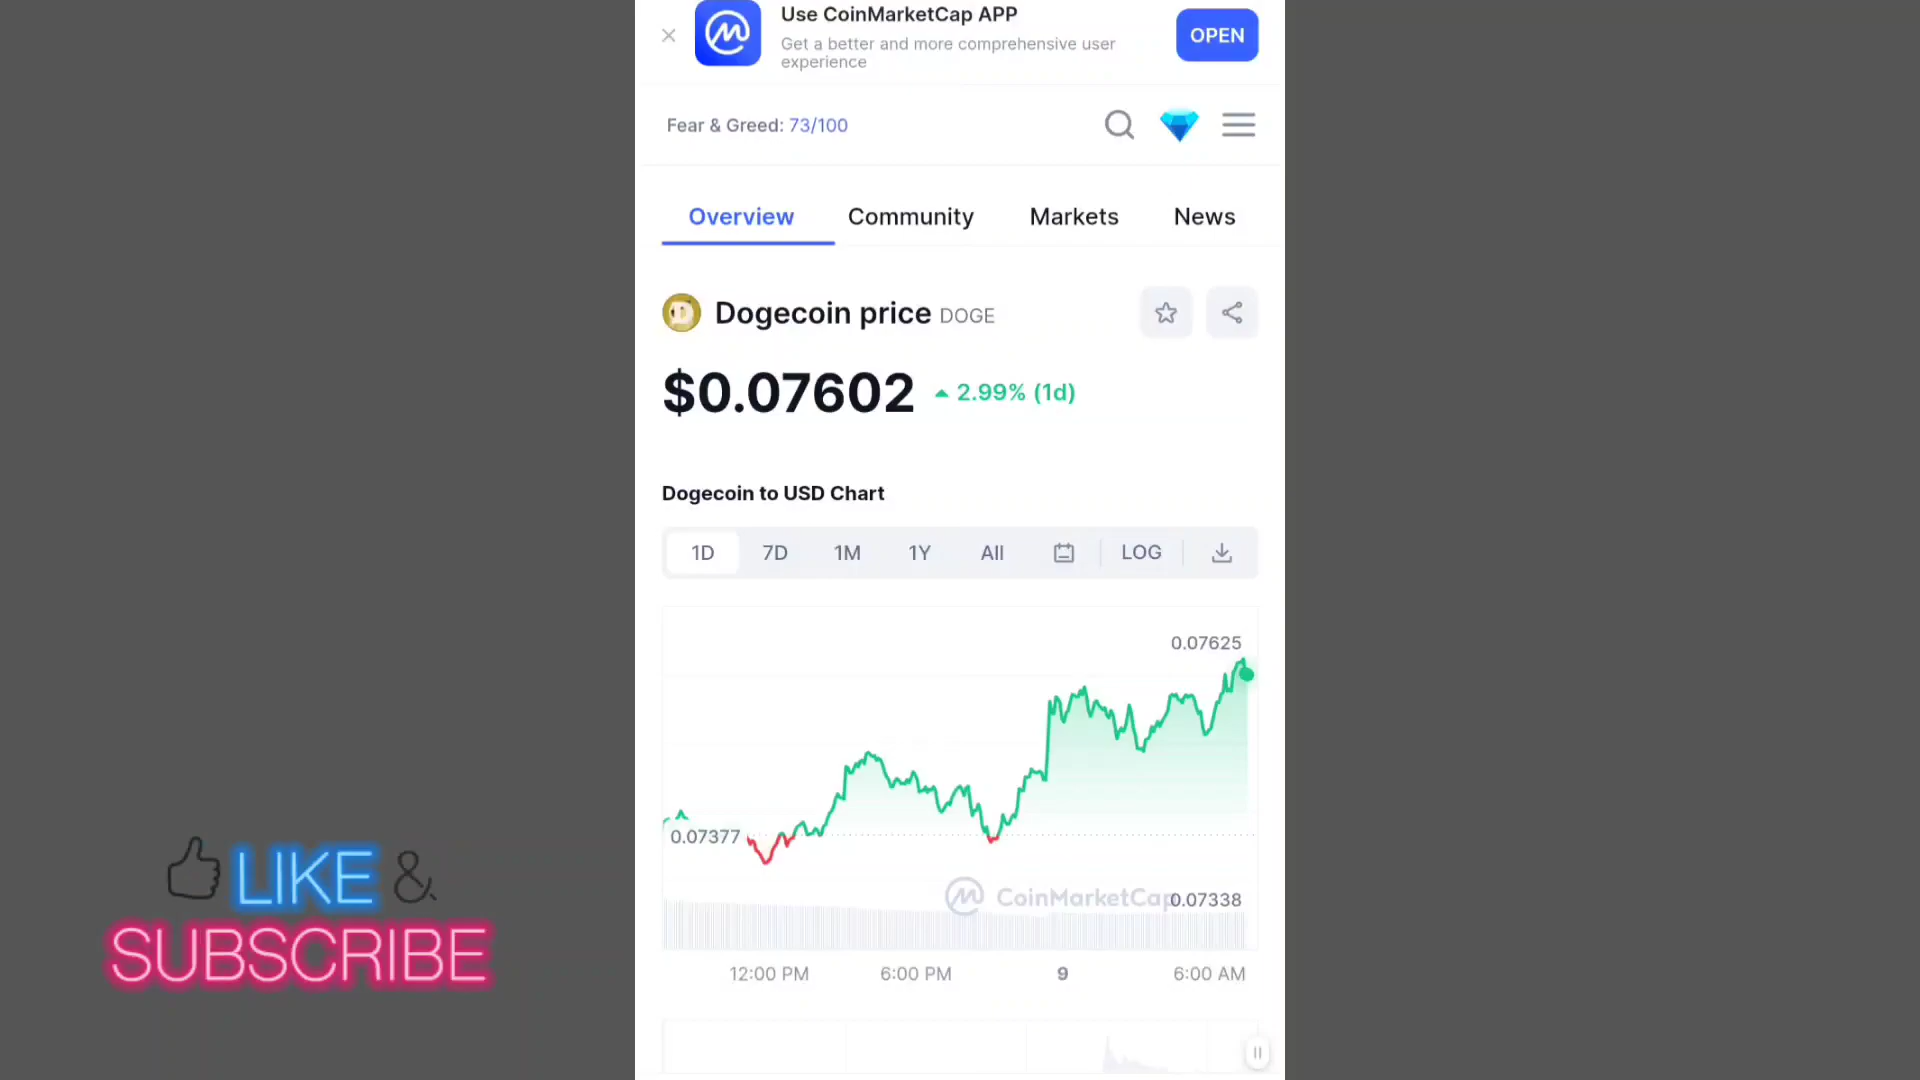 Use CoinMarketCap APP
Get a better and more comprehensive user
experience
OPEN
Fear & Greed: 73/100
Overview
Community
Markets
News
Dogecoin price DOGE
$0.07602
2.99% (1d)
Dogecoin to USD Chart
1D
7D
1M
1Y
All
LOG
0.07625
0.07377
CoinMarketCap
0.07338
12:00 PM
6:00 PM
9
6:00 AM
LIKE &
SUBSCRIBE